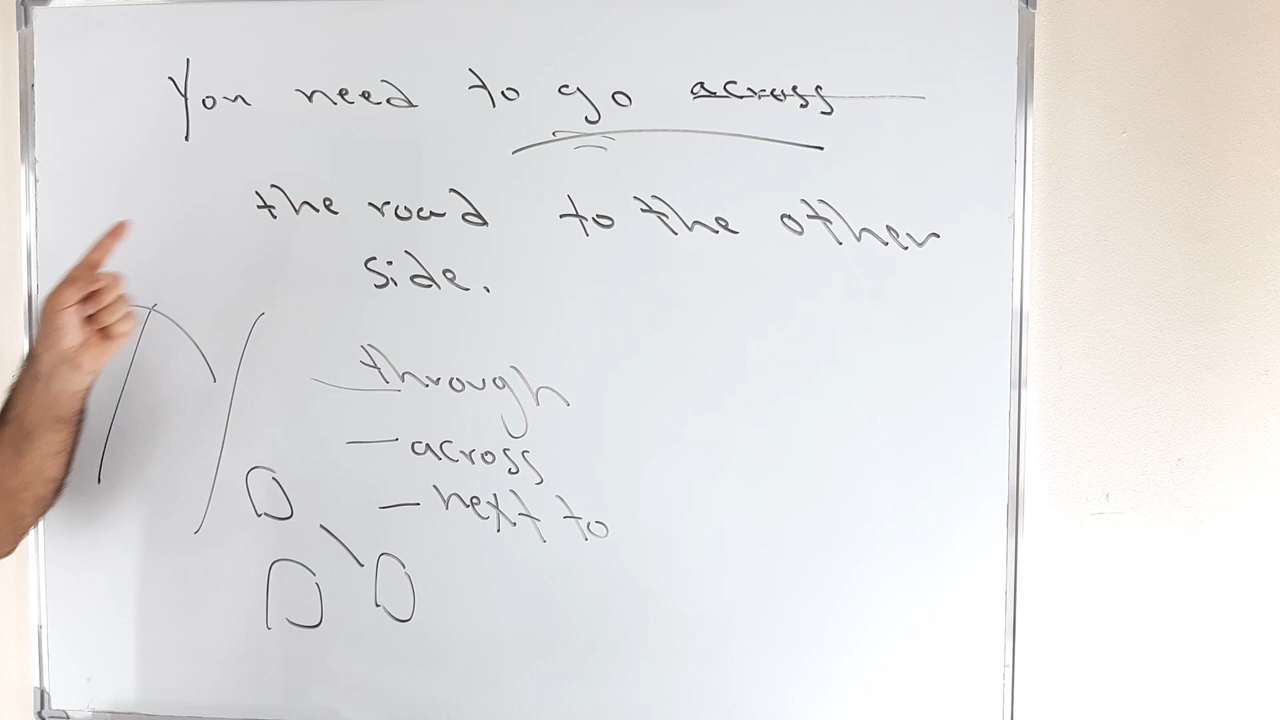 You need to go across
the road to the other
side.
through
- across
- next to